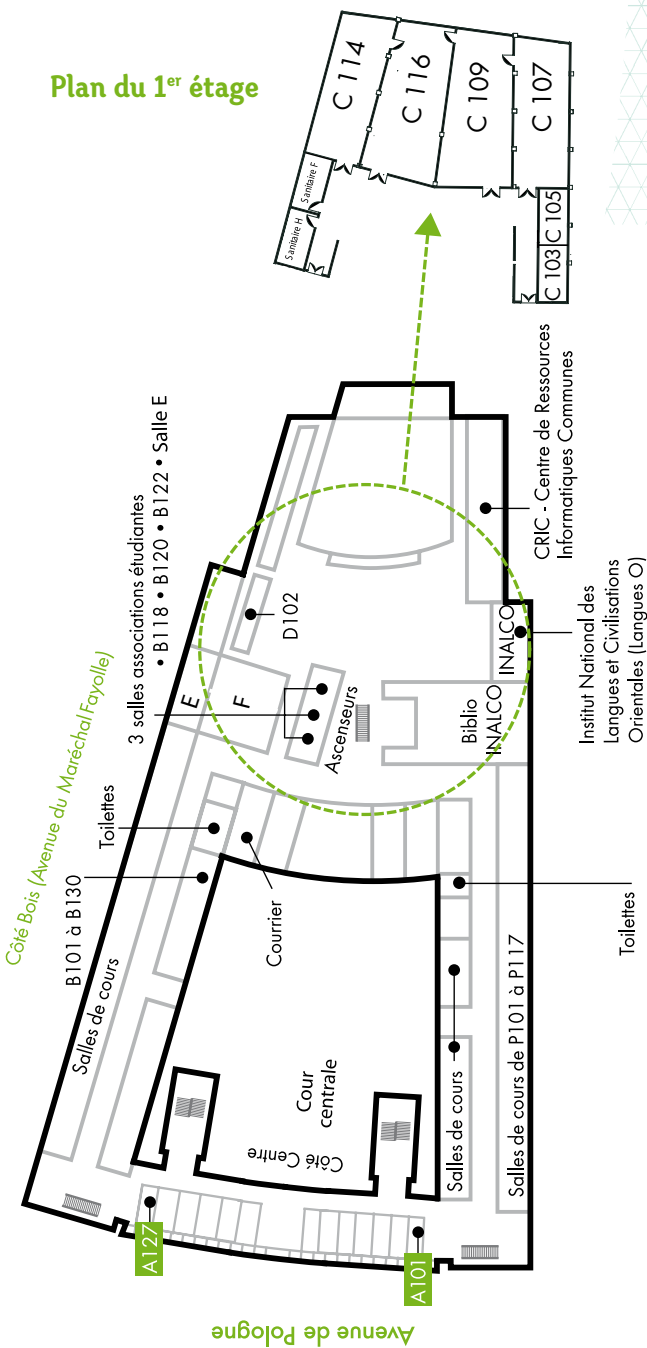 Plan du 1er étage
C 114
C 116
C 109
C 107
Sanitaire F
Sanitaire H
C 103
C 105
Côté Bois (Avenue du Maréchal Fayolle)
3 salles associations étudiantes
• B118 • B120 • B122 • Salle E
D102
E
F
Ascenseurs
CRIC - Centre de Ressources
Informatiques Communes
INALCO
Biblio
INALCO
Institut National des
Langues et Civilisations
Orientales (Langues O)
Toilettes
B101 à B130
Salles de cours
Courrier
Toilettes
Cour
centrale
Côté Centre
Salles de cours
Salles de cours de P101 à P117
A127
A101
Avenue de Pologne